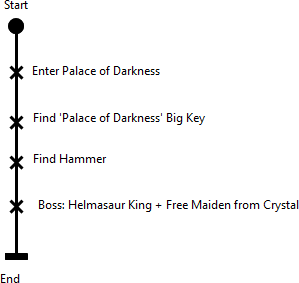 Start
Enter Palace of Darkness
Find 'Palace of Darkness' Big Key
Find Hammer
Boss: Helmasaur King + Free Maiden from Crystal
End